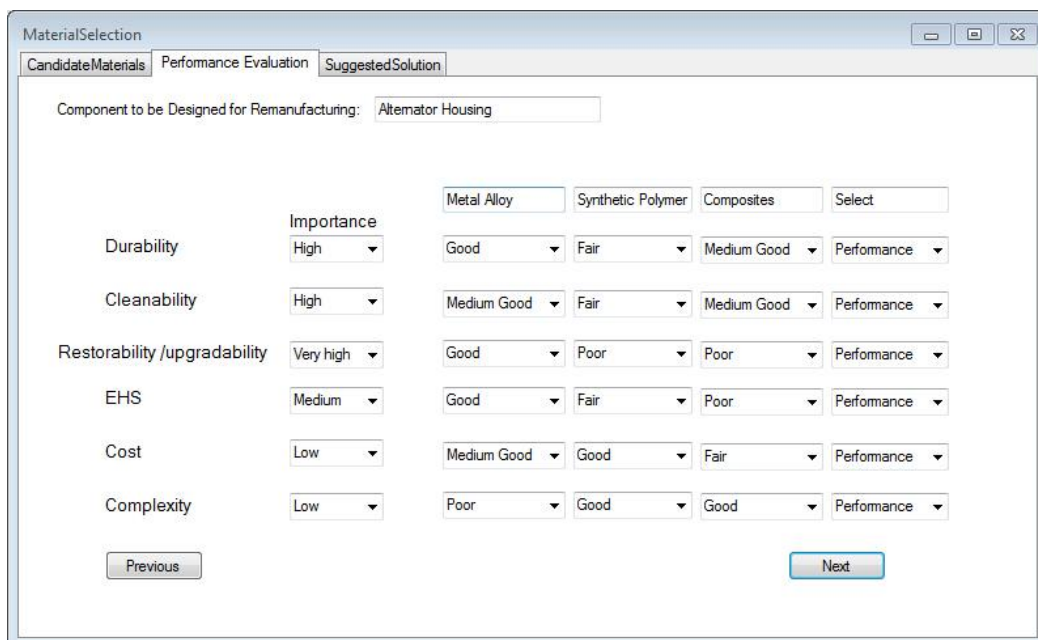 MaterialSelection
CandidateMaterials Performance Evaluation SuggestedSolution
Component to be Designed for Remanufacturing: Alternator Housing
Metal Alloy Synthetic Polymer Composites Select
Importance
Durability High Good Fair Medium Good Performance
Cleanability High Medium Good Fair Medium Good Performance
Restorability /upgradability Very high Good Poor Poor Performance
EHS Medium Good Fair Poor Performance
Cost Low Medium Good Good Fair Performance
Complexity Low Poor Good Good Performance
Previous Next